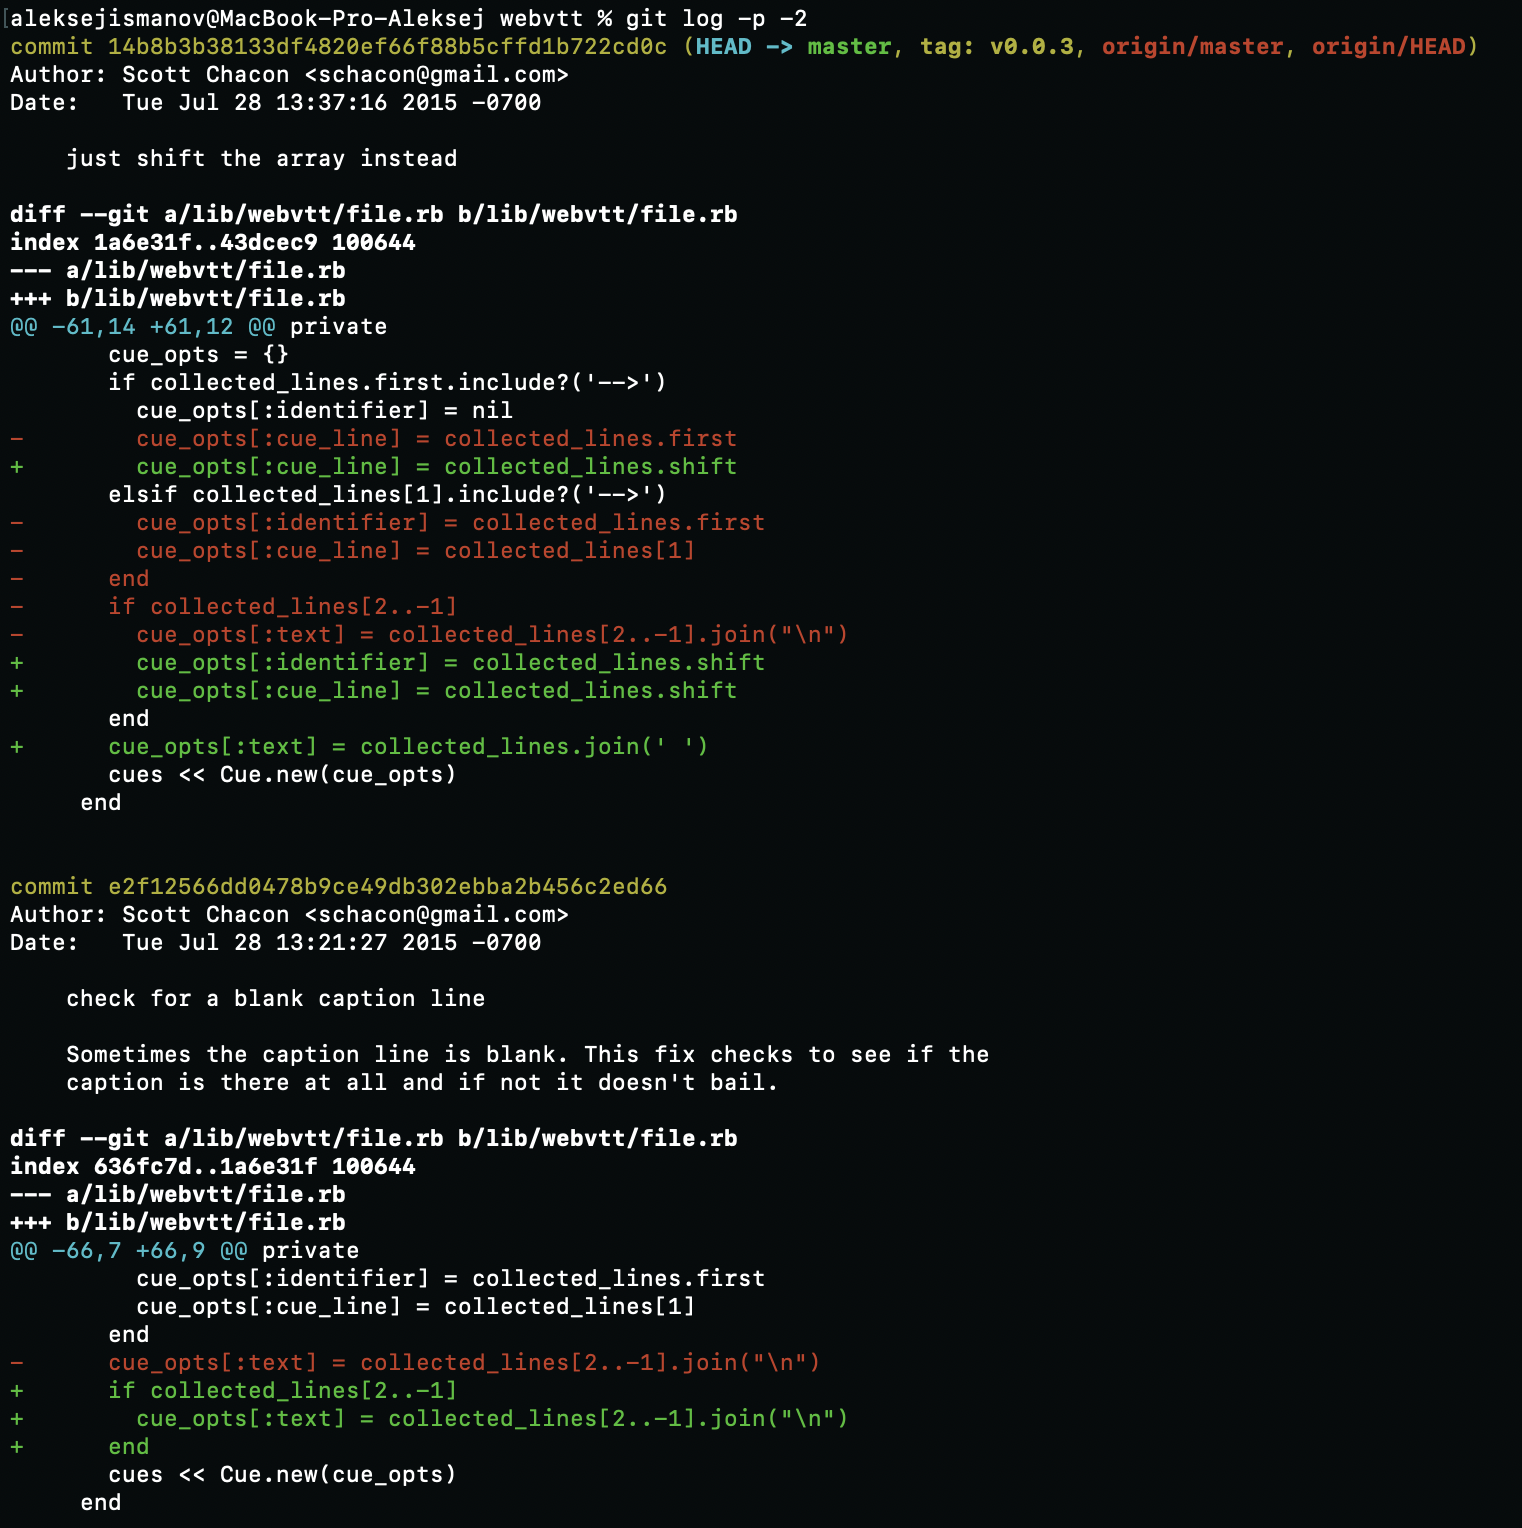 [aleksejismanov@MacBook-Pro-Aleksej webvtt % git log -p -2
commit 14b8b3b38133df4820ef66f88b5cffd1b722cd0c (HEAD -> master, tag: v0.0.3, origin/master, origin/HEAD)
Author: Scott Chacon <schacon@gmail.com>
Date:   Tue Jul 28 13:37:16 2015 -0700

    just shift the array instead

diff --git a/lib/webvtt/file.rb b/lib/webvtt/file.rb
index 1a6e31f..43dcec9 100644
--- a/lib/webvtt/file.rb
+++ b/lib/webvtt/file.rb
@@ -61,14 +61,12 @@ private
       cue_opts = {}
       if collected_lines.first.include?('-->')
         cue_opts[:identifier] = nil
-        cue_opts[:cue_line] = collected_lines.first
+        cue_opts[:cue_line] = collected_lines.shift
       elsif collected_lines[1].include?('-->')
-        cue_opts[:identifier] = collected_lines.first
-        cue_opts[:cue_line] = collected_lines[1]
-      end
-      if collected_lines[2..-1]
-        cue_opts[:text] = collected_lines[2..-1].join("\n")
+        cue_opts[:identifier] = collected_lines.shift
+        cue_opts[:cue_line] = collected_lines.shift
       end
+      cue_opts[:text] = collected_lines.join(' ')
       cues << Cue.new(cue_opts)
     end

commit e2f12566dd0478b9ce49db302ebba2b456c2ed66
Author: Scott Chacon <schacon@gmail.com>
Date:   Tue Jul 28 13:21:27 2015 -0700

    check for a blank caption line

    Sometimes the caption line is blank. This fix checks to see if the
    caption is there at all and if not it doesn't bail.

diff --git a/lib/webvtt/file.rb b/lib/webvtt/file.rb
index 636fc7d..1a6e31f 100644
--- a/lib/webvtt/file.rb
+++ b/lib/webvtt/file.rb
@@ -66,7 +66,9 @@ private
         cue_opts[:identifier] = collected_lines.first
         cue_opts[:cue_line] = collected_lines[1]
       end
-      cue_opts[:text] = collected_lines[2..-1].join("\n")
+      if collected_lines[2..-1]
+        cue_opts[:text] = collected_lines[2..-1].join("\n")
+      end
       cues << Cue.new(cue_opts)
     end